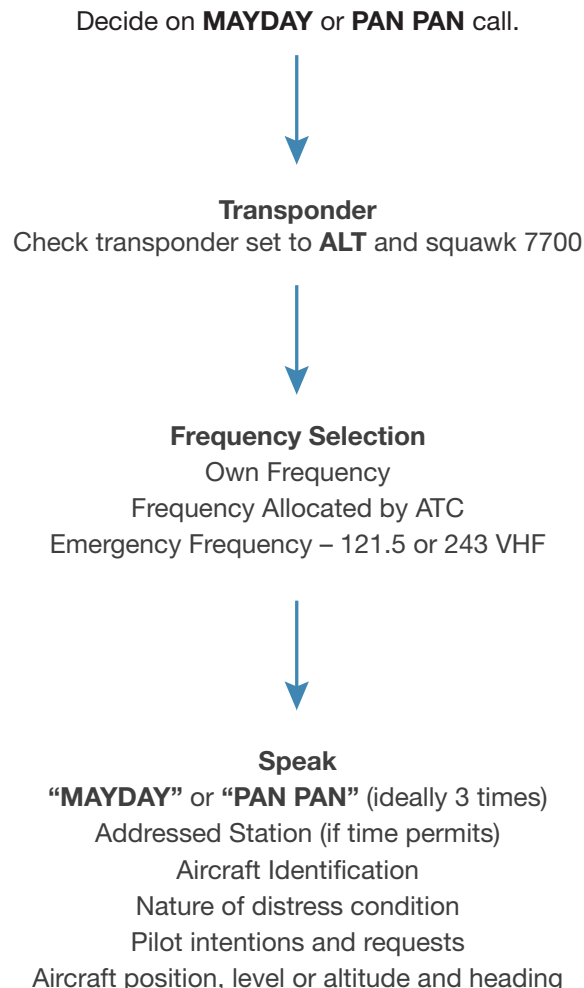 Decide on MAYDAY or PAN PAN call.
Transponder
Check transponder set to ALT and squawk 7700
Frequency Selection
Own Frequency
Frequency Allocated by ATC
Emergency Frequency – 121.5 or 243 VHF
Speak
“MAYDAY” or “PAN PAN” (ideally 3 times)
Addressed Station (if time permits)
Aircraft Identification
Nature of distress condition
Pilot intentions and requests
Aircraft position, level or altitude and heading